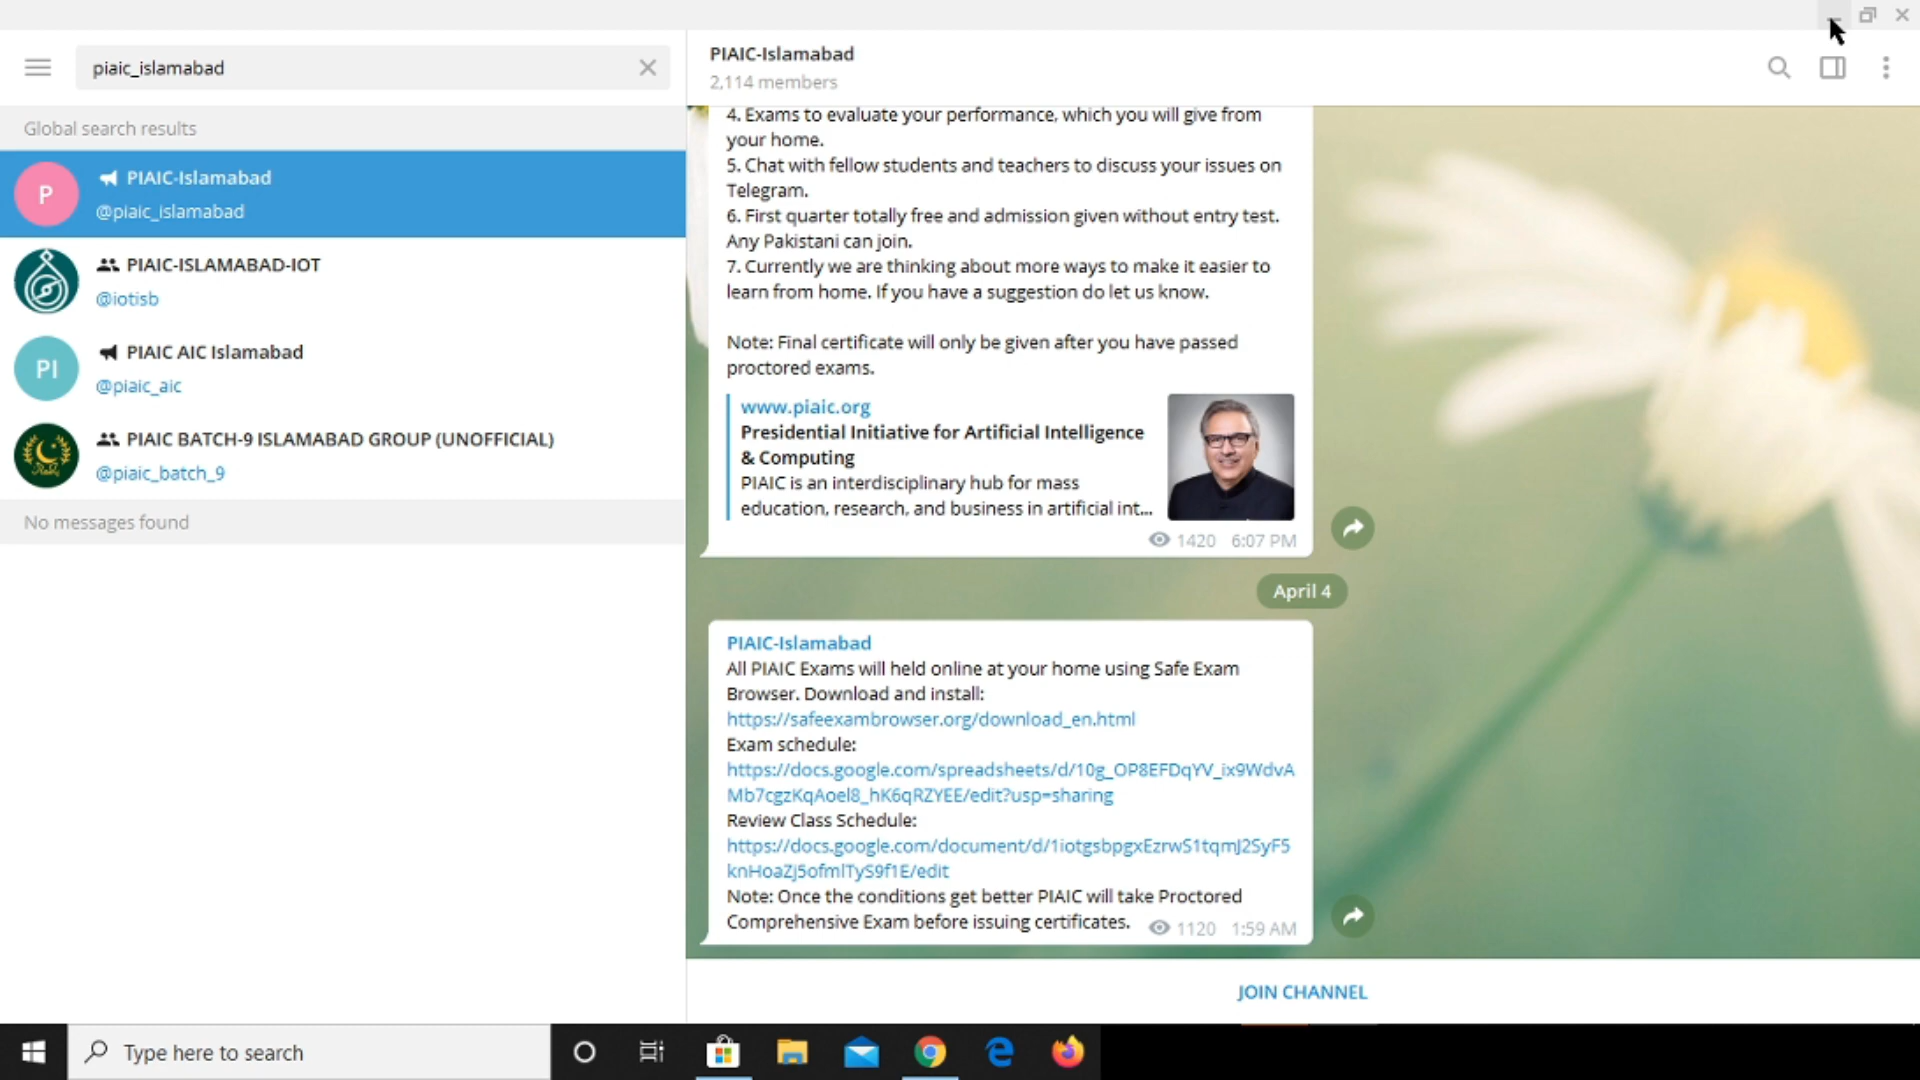 piaic_islamabad
Global search results
P
PIAIC-Islamabad
@piaic_islamabad
PIAIC-ISLAMABAD-IOT
@iotisb
PI
PIAIC AIC Islamabad
@piaic_aic
PIAIC BATCH-9 ISLAMABAD GROUP (UNOFFICIAL)
@piaic_batch_9
No messages found
PIAIC-Islamabad
2,114 members
4. Exams to evaluate your performance, which you will give from
your home.
5. Chat with fellow students and teachers to discuss your issues on
Telegram.
6. First quarter totally free and admission given without entry test.
Any Pakistani can join.
7. Currently we are thinking about more ways to make it easier to
learn from home. If you have a suggestion do let us know.
Note: Final certificate will only be given after you have passed
proctored exams.
www.piaic.org
Presidential Initiative for Artificial Intelligence
& Computing
PIAIC is an interdisciplinary hub for mass
education, research, and business in artificial int...
1420 6:07 PM
April 4
PIAIC-Islamabad
All PIAIC Exams will held online at your home using Safe Exam
Browser. Download and install:
https://safeexambrowser.org/download_en.html
Exam schedule:
https://docs.google.com/spreadsheets/d/10g_OP8EFDqYV_ix9WdvA
Mb7cgzKqAoel8_hK6qRZYEE/edit?usp=sharing
Review Class Schedule:
https://docs.google.com/document/d/1iotgsbpgxEzrwS1tqmJ2SyF5
knHoaZj5ofmlTyS9f1E/edit
Note: Once the conditions get better PIAIC will take Proctored
Comprehensive Exam before issuing certificates.
1120 1:59 AM
JOIN CHANNEL
Type here to search